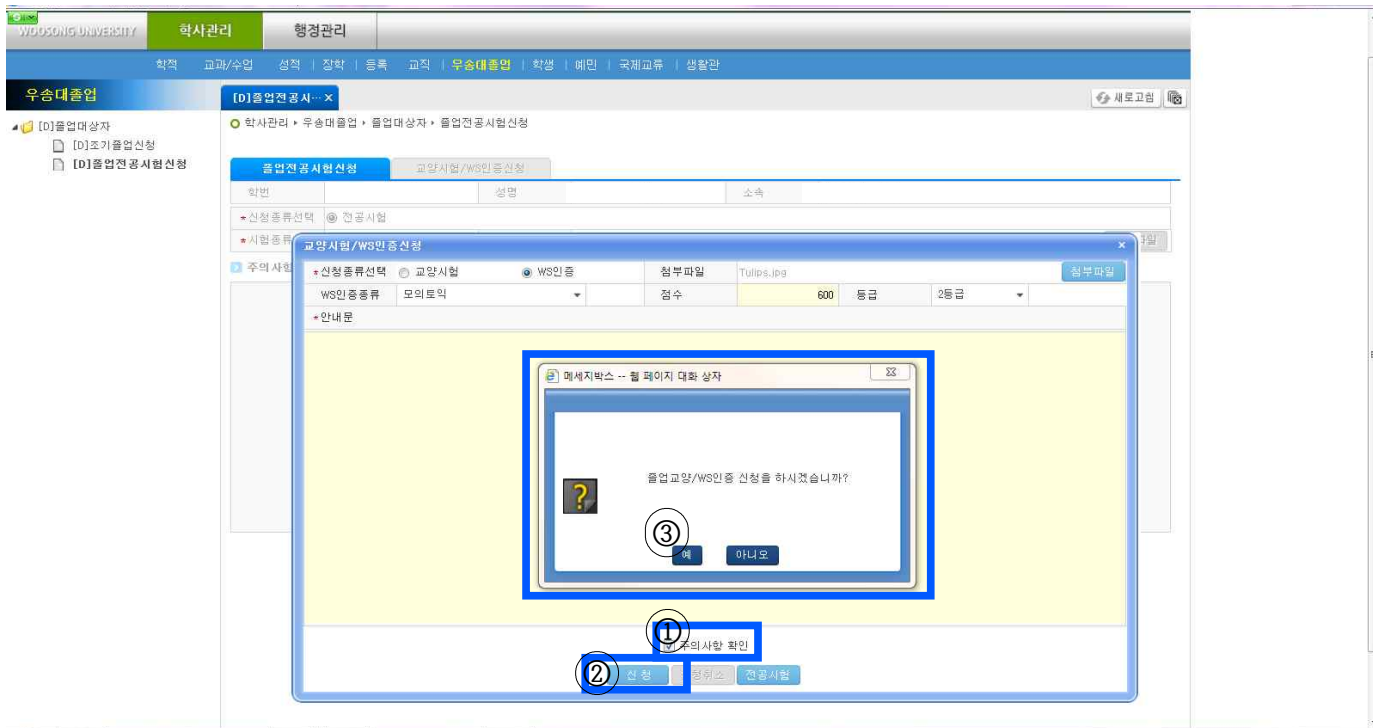 WOOSONG UNIVERSITY 학사관리 행정관리
학적 교과/수업 성적 | 장학 | 등록 교직 | 우송대졸업 | 학생 | 예민 | 국제교류 | 생활관
우송대졸업 [D]졸업전공시… × 새로고침
[D]졸업대상자
[D]조기졸업신청
[D]졸업전공시험신청
학사관리 ▸ 우송대졸업 ▸ 졸업대상자 ▸ 졸업전공시험신청
졸업전공시험신청 교양시험/WS인증신청
학번 성명 소속
*신청종류선택 전공시험
*시험종류
주의사항
교양시험/WS인증신청 ×
*신청종류선택 교양시험 WS인증 첨부파일 Tulips.jpg 첨부파일
WS인증종류 모의토익 점수 600 등급 2등급
*안내문
메세지박스 -- 웹 페이지 대화 상자
졸업교양/WS인증 신청을 하시겠습니까?
③
예 아니오
① 주의사항 확인
② 신청 전공시험